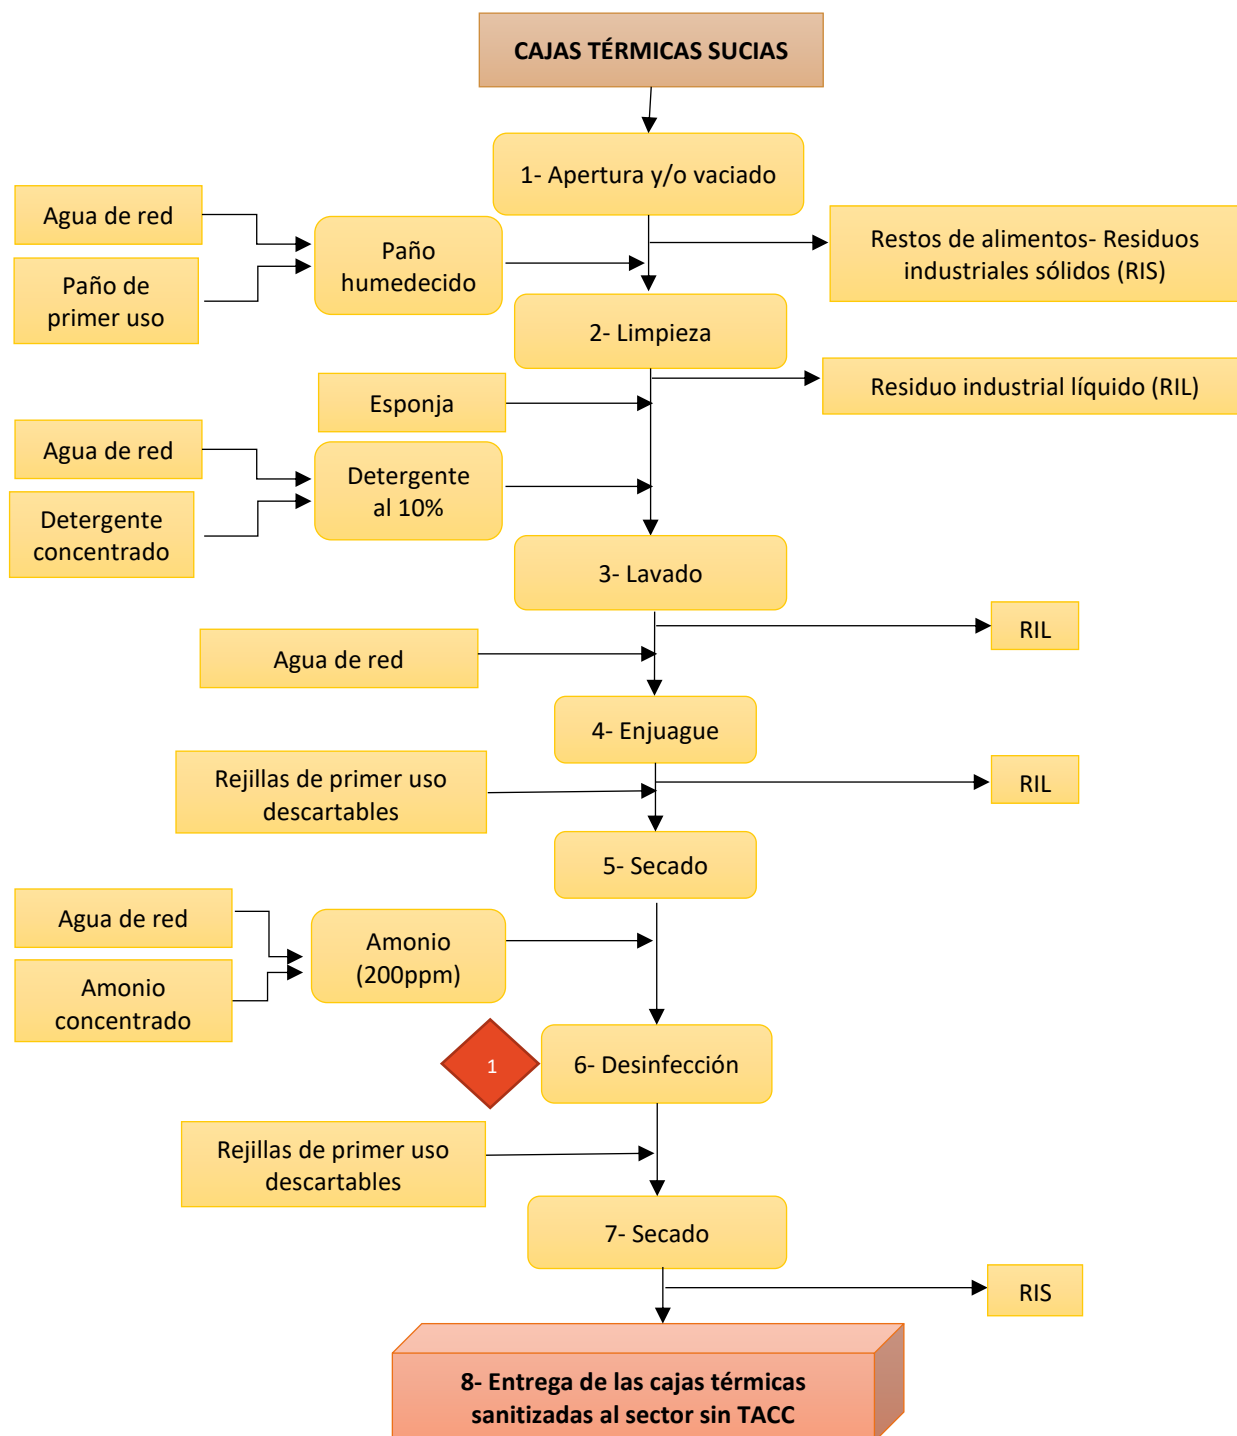 CAJAS TÉRMICAS SUCIAS
1- Apertura y/o vaciado
Agua de red
Paño de
primer uso
Paño
humedecido
Restos de alimentos- Residuos
industriales sólidos (RIS)
2- Limpieza
Residuo industrial líquido (RIL)
Esponja
Agua de red
Detergente
concentrado
Detergente
al 10%
3- Lavado
RIL
Agua de red
4- Enjuague
Rejillas de primer uso
descartables
RIL
5- Secado
Agua de red
Amonio
concentrado
Amonio
(200ppm)
1
6- Desinfección
Rejillas de primer uso
descartables
7- Secado
RIS
8- Entrega de las cajas térmicas
sanitizadas al sector sin TACC